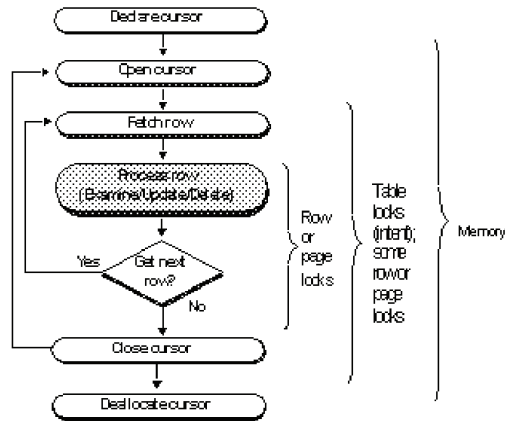 Declare cursor
Open cursor
Fetch row
Process row
(Examine/Update/Delete)
Yes
Get next
row?
No
Close cursor
Deallocate cursor
Row
or
page
locks
Table
locks
(intent),
some
row or
page
locks
Memory